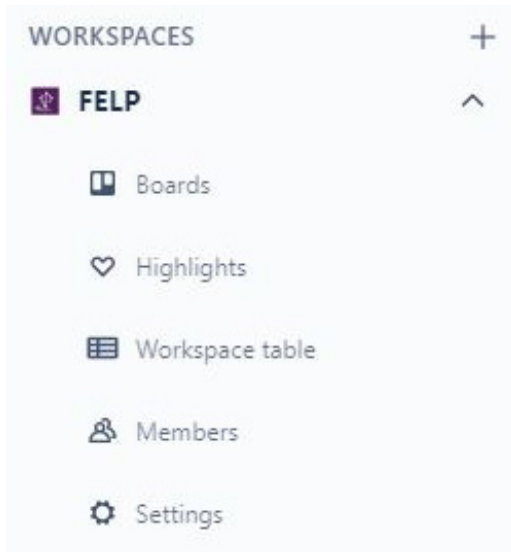 WORKSPACES
FELP
Boards
Highlights
Workspace table
Members
Settings